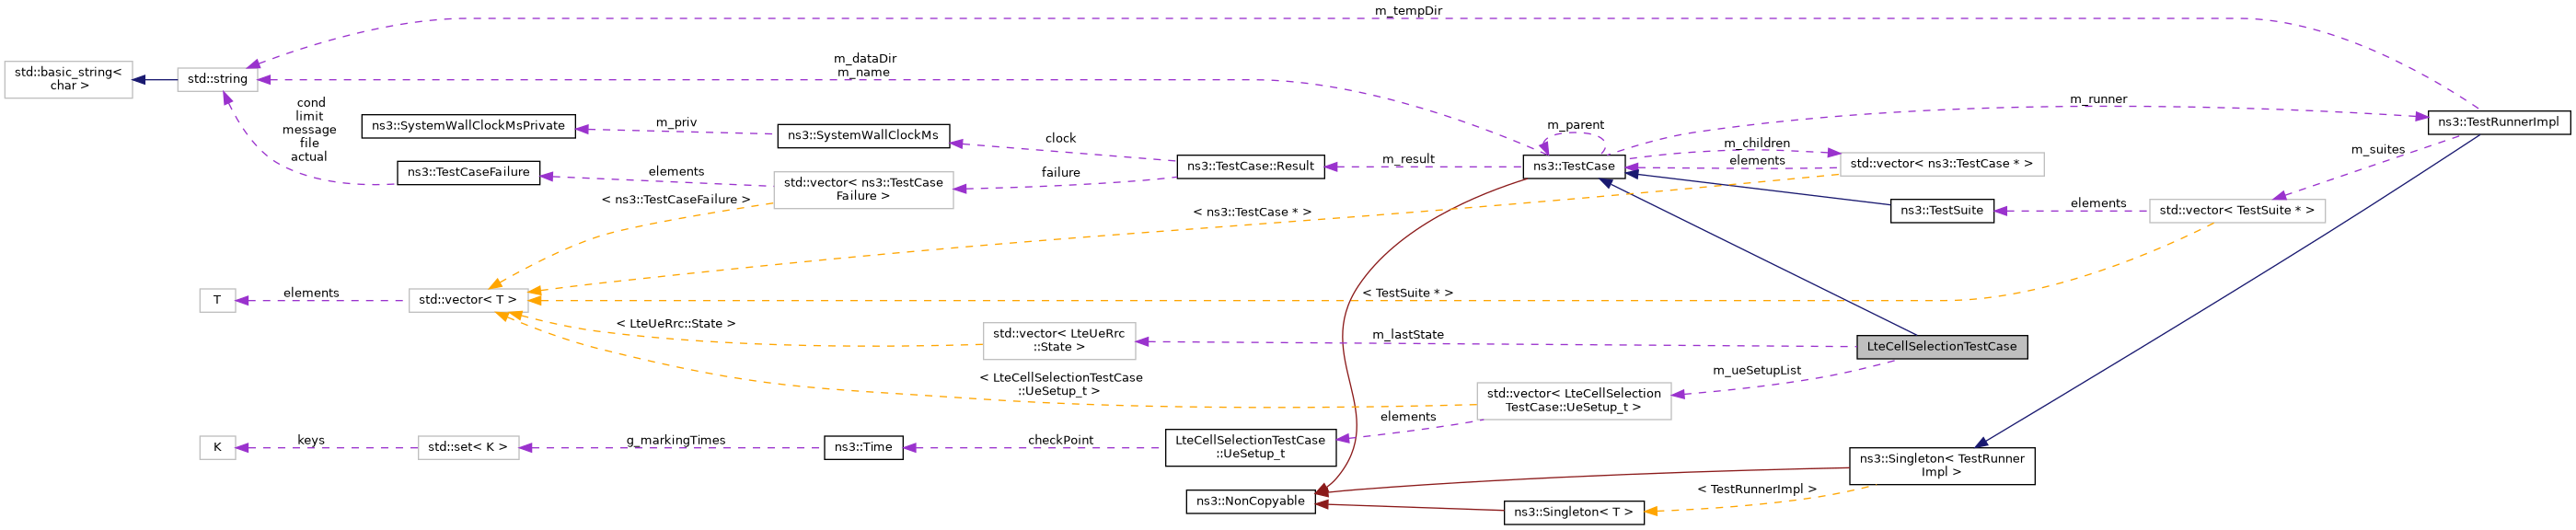 m_tempDir
std::basic_string<
char >
std::string
m_dataDir
m_name
cond
limit
message
file
actual
ns3::SystemWallClockMsPrivate
m_priv
ns3::SystemWallClockMs
clock
ns3::TestCaseFailure
elements
std::vector< ns3::TestCase
Failure >
failure
ns3::TestCase::Result
m_result
m_parent
ns3::TestCase
m_runner
m_children
elements
std::vector< ns3::TestCase * >
ns3::TestRunnerImpl
m_suites
ns3::TestSuite
elements
std::vector< TestSuite * >
< ns3::TestCaseFailure >
< ns3::TestCase * >
T
elements
std::vector< T >
< TestSuite * >
< LteUeRrc::State >
std::vector< LteUeRrc
::State >
m_lastState
LteCellSelectionTestCase
< LteCellSelectionTestCase
::UeSetup_t >
m_ueSetupList
std::vector< LteCellSelection
TestCase::UeSetup_t >
elements
K
keys
std::set< K >
g_markingTimes
ns3::Time
checkPoint
LteCellSelectionTestCase
::UeSetup_t
ns3::Singleton< TestRunner
Impl >
ns3::NonCopyable
< TestRunnerImpl >
ns3::Singleton< T >